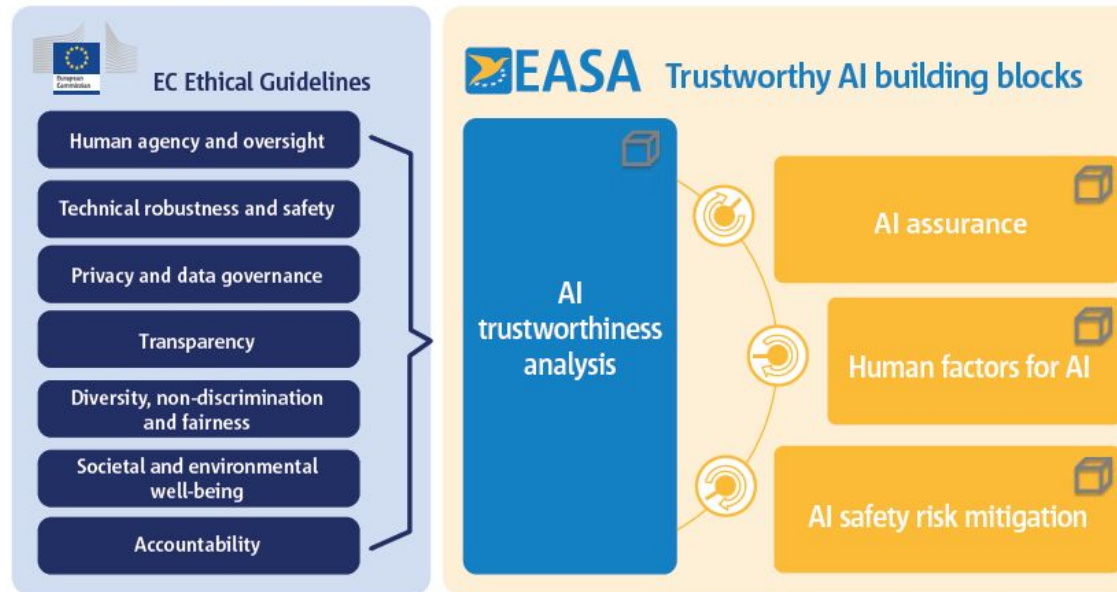 European
Commission
EC Ethical Guidelines
Human agency and oversight
Technical robustness and safety
Privacy and data governance
Transparency
Diversity, non-discrimination
and fairness
Societal and environmental
well-being
Accountability
EASA Trustworthy AI building blocks
AI
trustworthiness
analysis
AI assurance
Human factors for AI
AI safety risk mitigation